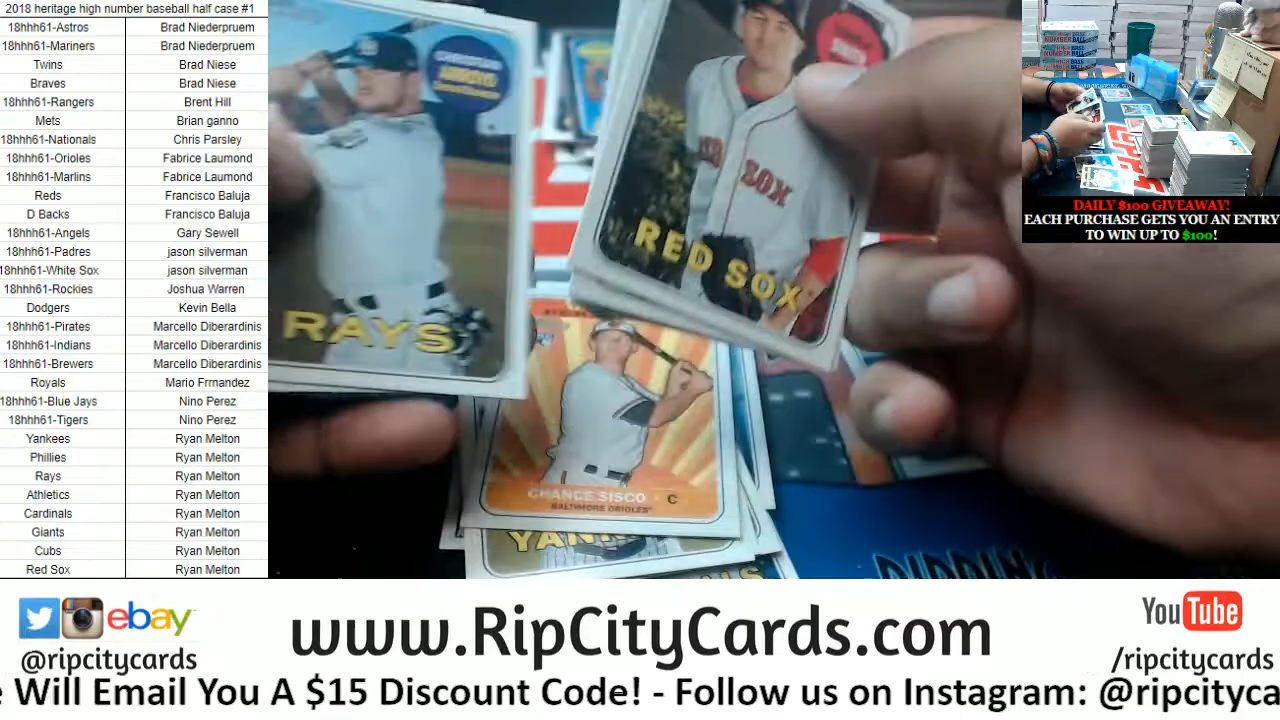 2018 heritage high number baseball half case #1
18hhh61-Astros Brad Niederpruem
18hhh61-Mariners Brad Niederpruem
Twins Brad Niese
Braves Brad Niese
18hhh61-Rangers Brent Hill
Mets Brian ganno
18hhh61-Nationals Chris Parsley
18hhh61-Orioles Fabrice Laumond
18hhh61-Marlins Fabrice Laumond
Reds Francisco Baluja
D Backs Francisco Baluja
18hhh61-Angels Gary Sewell
18hhh61-Padres jason silverman
18hhh61-White Sox jason silverman
18hhh61-Rockies Joshua Warren
Dodgers Kevin Bella
18hhh61-Pirates Marcello Diberardinis
18hhh61-Indians Marcello Diberardinis
18hhh61-Brewers Marcello Diberardinis
Royals Mario Frrnandez
18hhh61-Blue Jays Nino Perez
18hhh61-Tigers Nino Perez
Yankees Ryan Melton
Phillies Ryan Melton
Rays Ryan Melton
Athletics Ryan Melton
Cardinals Ryan Melton
Giants Ryan Melton
Cubs Ryan Melton
Red Sox Ryan Melton
RAYS
SOX
RED SOX
CHANCE SISCO C
BALTIMORE ORIOLES
DAILY $100 GIVEAWAY!
EACH PURCHASE GETS YOU AN ENTRY
TO WIN UP TO $100!
ebay
@ripcitycards
www.RipCityCards.com
YouTube
/ripcitycards
e Will Email You A $15 Discount Code! - Follow us on Instagram: @ripcityca